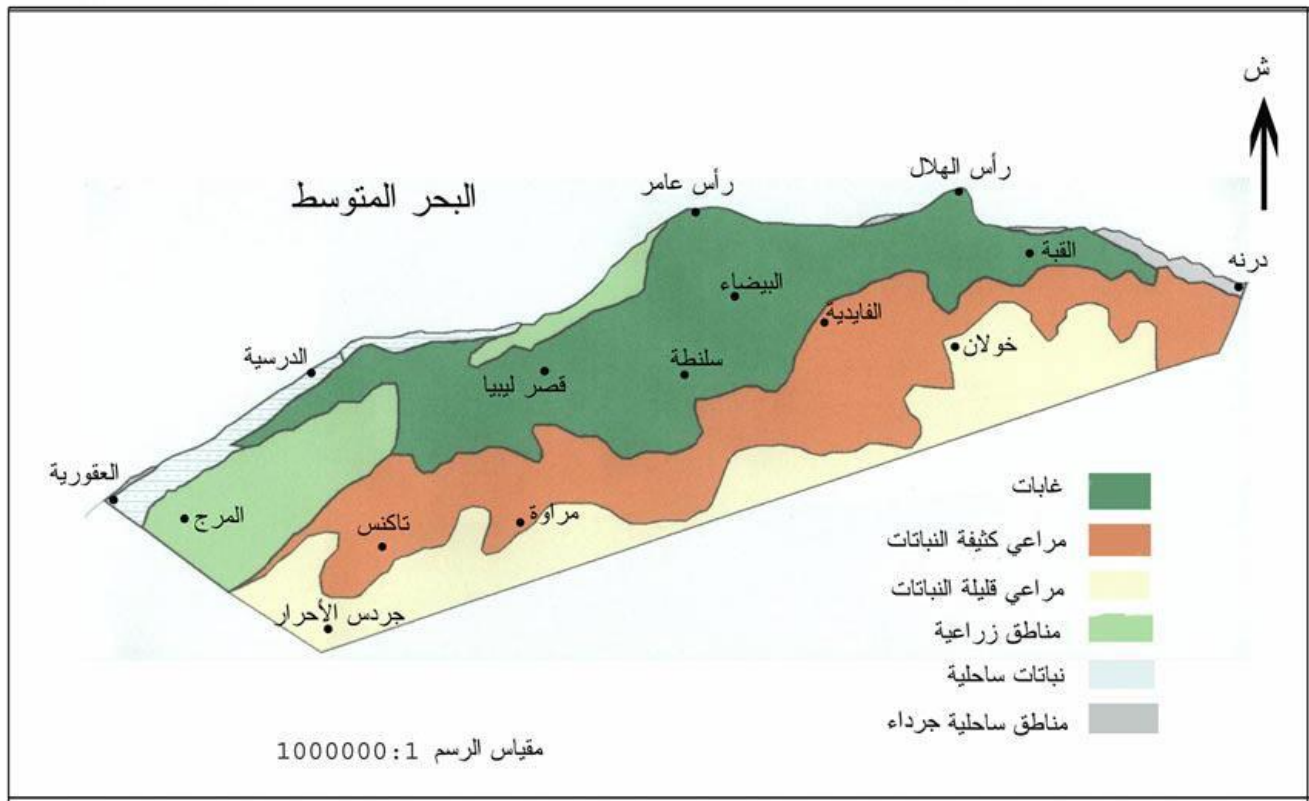 ش
رأس الهلال
رأس عامر
البحر المتوسط
القبة
درنه
البيضاء
الفايدية
خولان
الدرسية
سلنطة
قصر ليبيا
العقورية
المرج
مراوة
تاكنس
جردس الأحرار
غابات
مراعي كثيفة النباتات
مراعي قليلة النباتات
مناطق زراعية
نباتات ساحلية
مناطق ساحلية جرداء
مقياس الرسم 1:1000000